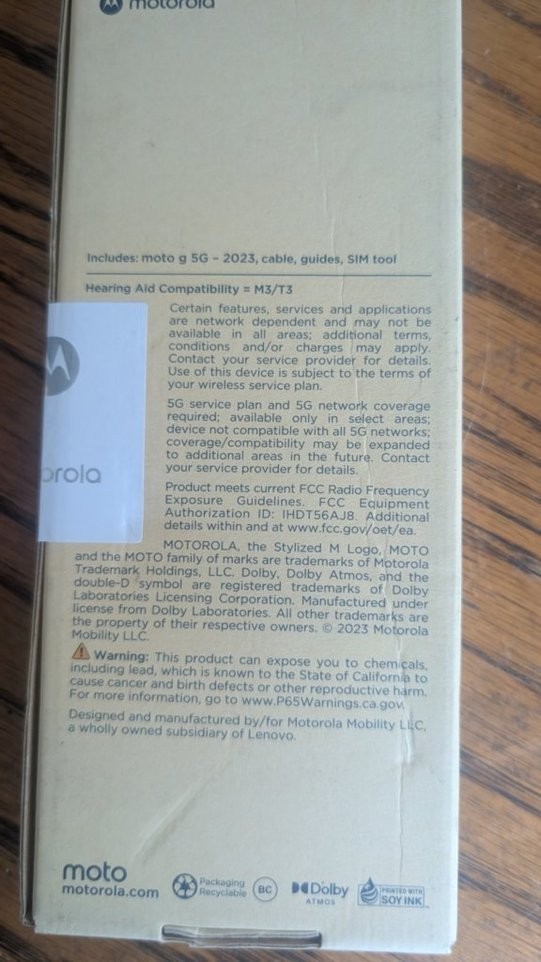 motorola
Includes: moto g 5G – 2023, cable, guides, SIM tool
Hearing Aid Compatibility = M3/T3
Certain features, services and applications
are network dependent and may not be
available in all areas; additional terms,
conditions and/or charges may apply.
Contact your service provider for details.
Use of this device is subject to the terms of
your wireless service plan.
5G service plan and 5G network coverage
required; available only in select areas;
device not compatible with all 5G networks;
coverage/compatibility may be expanded
to additional areas in the future. Contact
your service provider for details.
orola
Product meets current FCC Radio Frequency
Exposure Guidelines. FCC Equipment
Authorization ID: IHDT56AJ8. Additional
details within and at www.fcc.gov/oet/ea.
MOTOROLA, the Stylized M Logo, MOTO
and the MOTO family of marks are trademarks of Motorola
Trademark Holdings, LLC. Dolby, Dolby Atmos, and the
double-D symbol are registered trademarks of Dolby
Laboratories Licensing Corporation. Manufactured under
license from Dolby Laboratories. All other trademarks are
the property of their respective owners. © 2023 Motorola
Mobility LLC.
Warning: This product can expose you to chemicals,
including lead, which is known to the State of California to
cause cancer and birth defects or other reproductive harm.
For more information, go to www.P65Warnings.ca.gov.
Designed and manufactured by/for Motorola Mobility LLC,
a wholly owned subsidiary of Lenovo.
moto
motorola.com
Packaging
Recyclable
BC
Dolby
ATMOS
PRINTED WITH
SOY INK